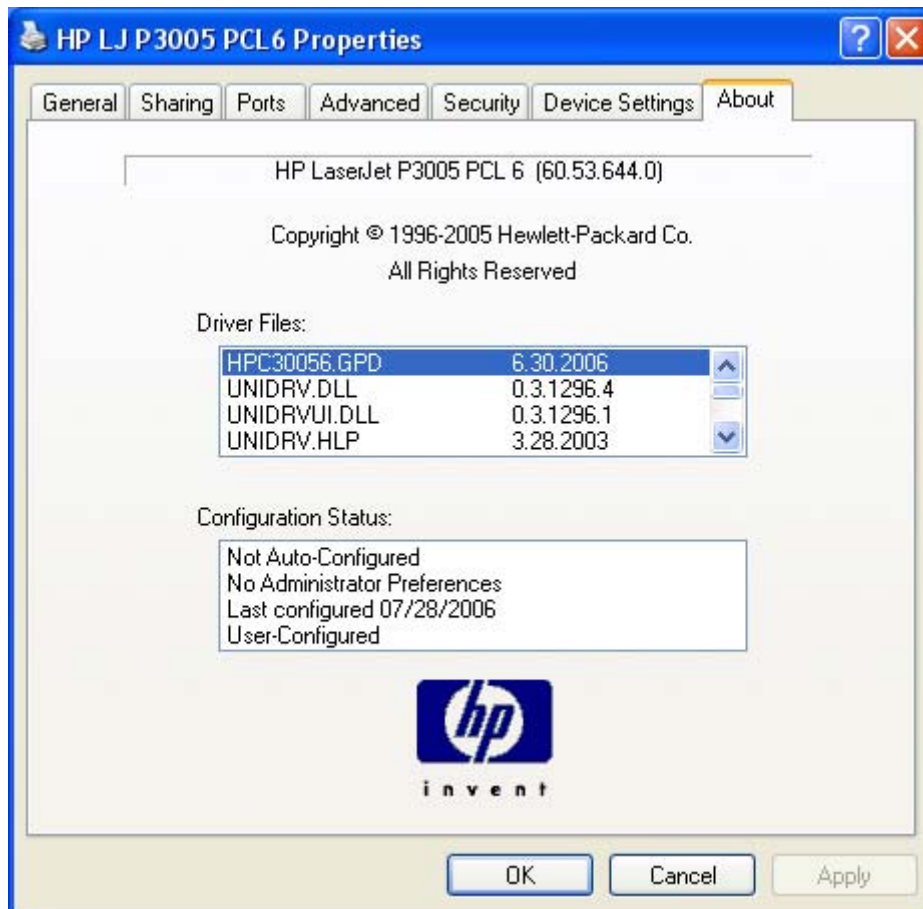 HP LJ P3005 PCL6 Properties
General Sharing Ports Advanced Security Device Settings About
HP LaserJet P3005 PCL 6 (60.53.644.0)
Copyright © 1996-2005 Hewlett-Packard Co.
All Rights Reserved
Driver Files:
HPC30056.GPD 6.30.2006
UNIDRV.DLL 0.3.1296.4
UNIDRVUI.DLL 0.3.1296.1
UNIDRV.HLP 3.28.2003
Configuration Status:
Not Auto-Configured
No Administrator Preferences
Last configured 07/28/2006
User-Configured
hp
invent
OK Cancel Apply